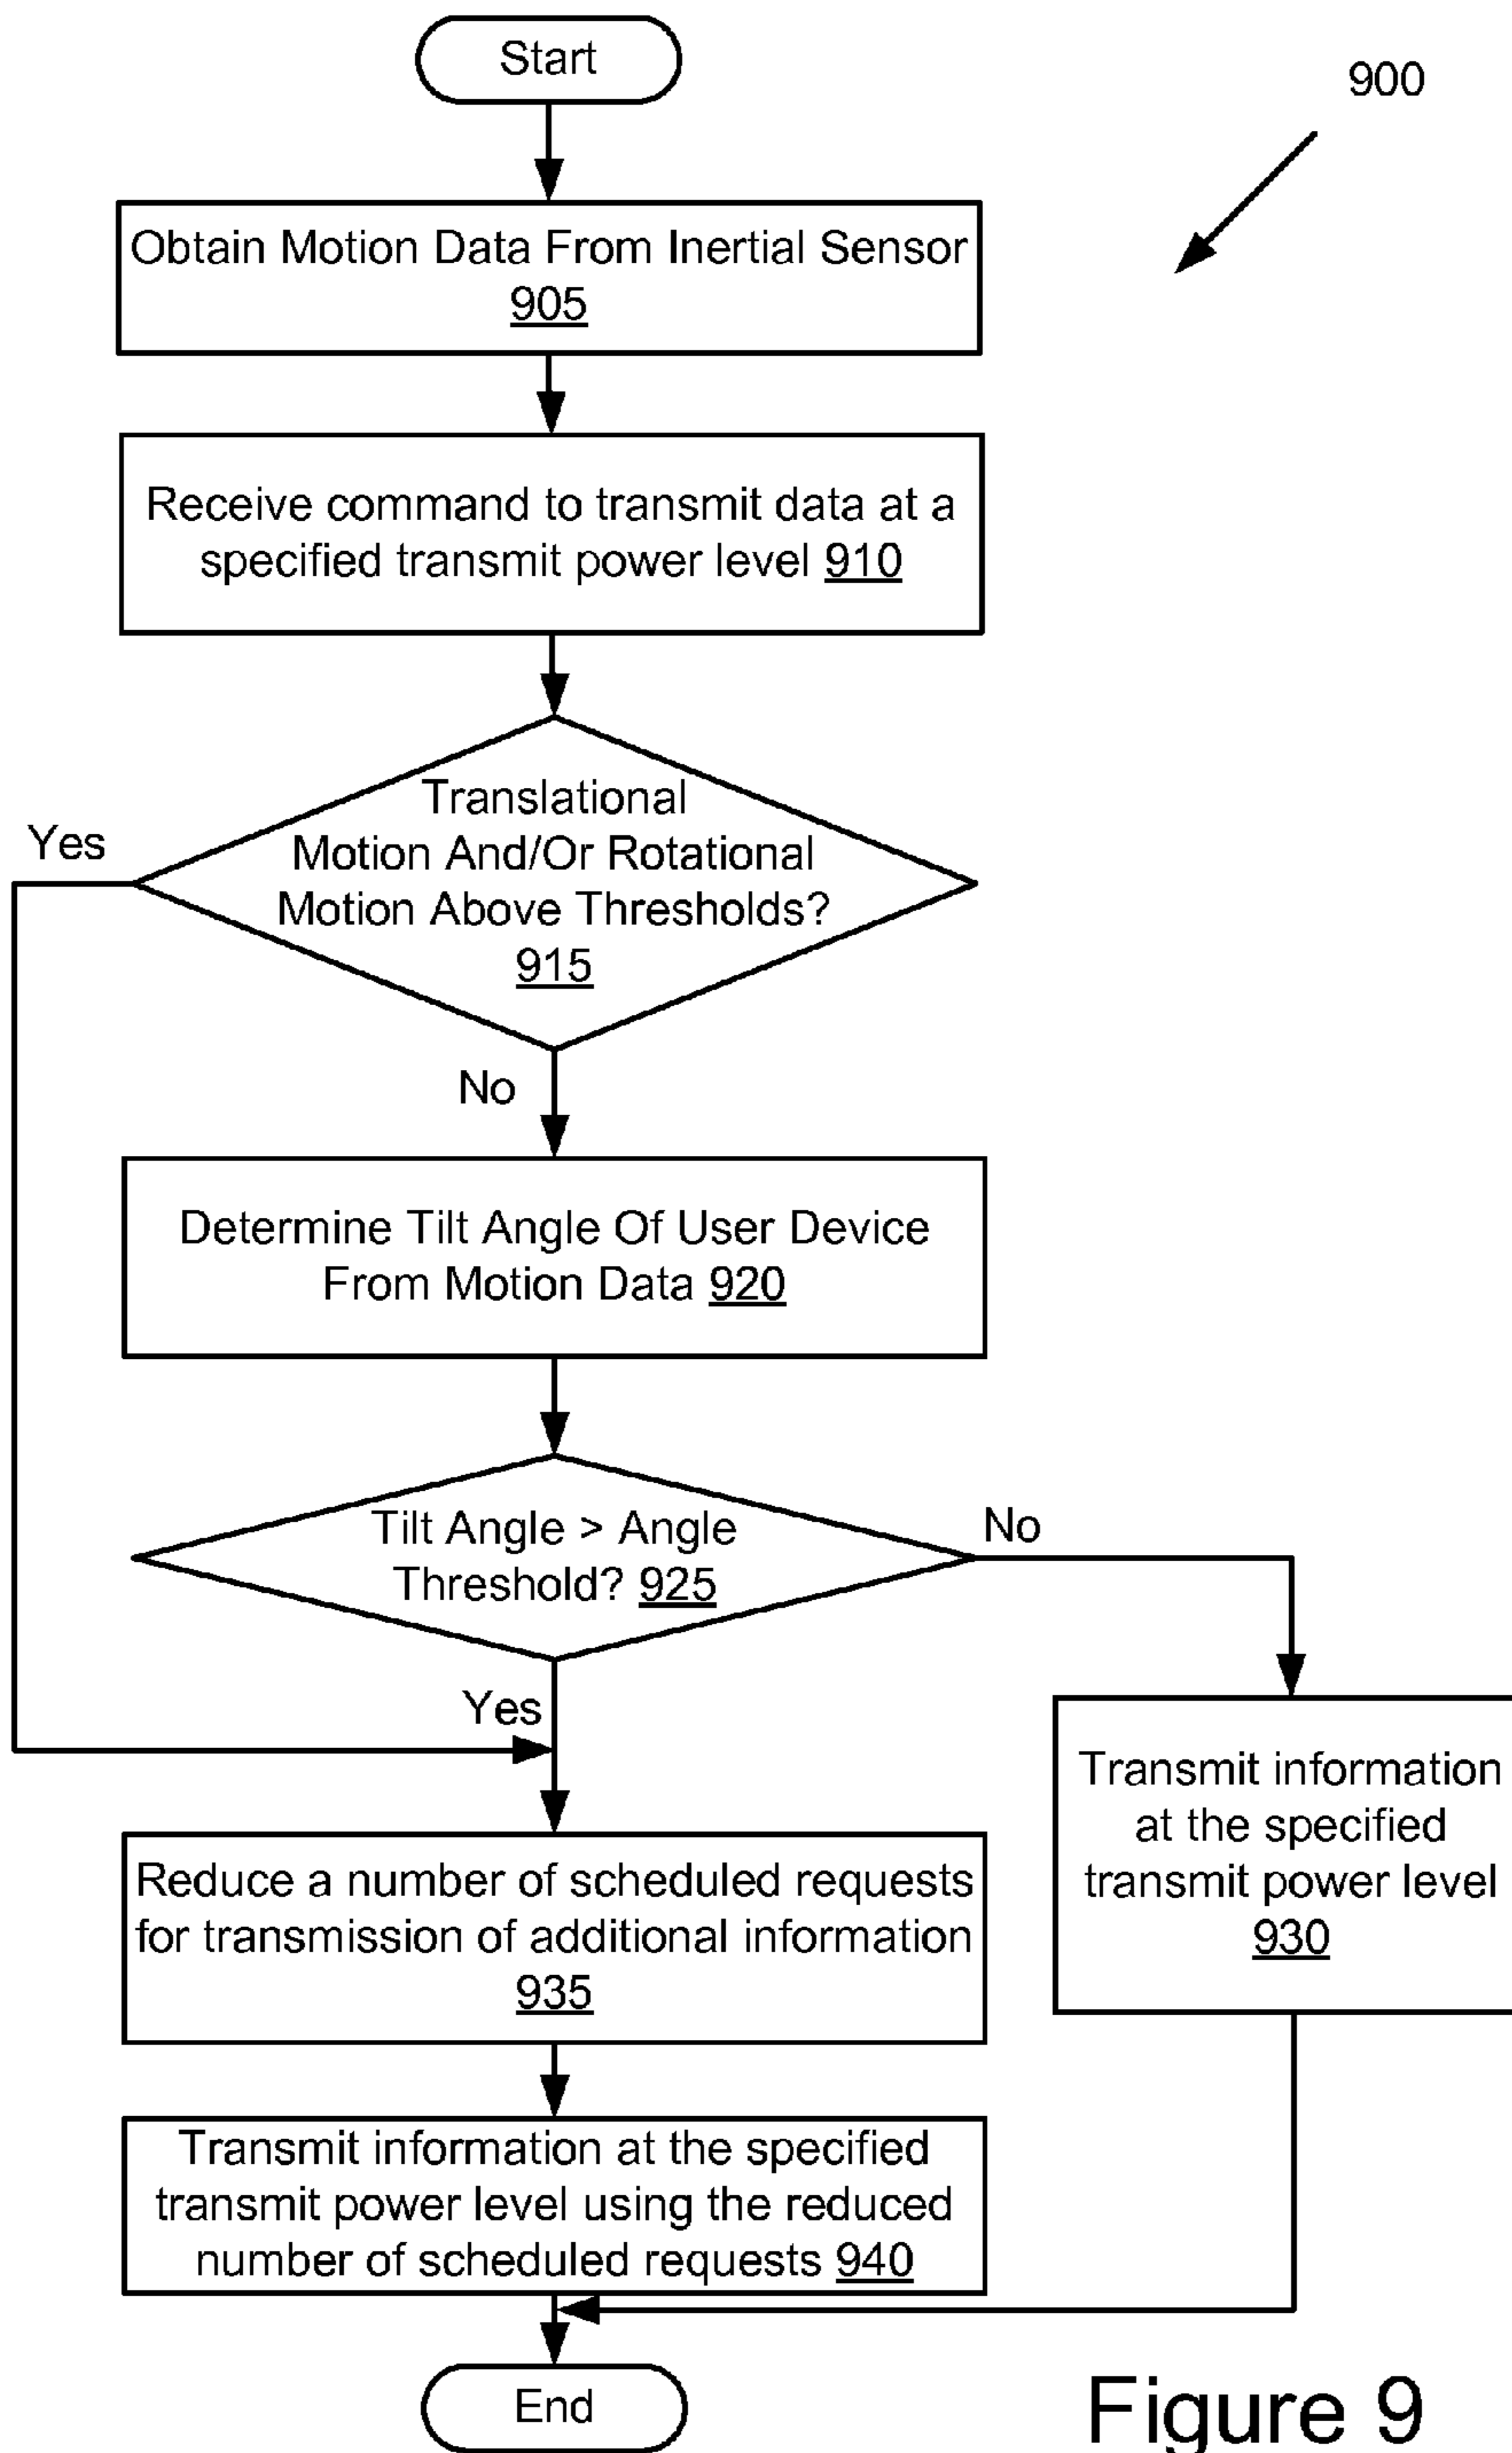 Start
900
Obtain Motion Data From Inertial Sensor
905
Receive command to transmit data at a
specified transmit power level 910
Translational
Motion And/Or Rotational
Motion Above Thresholds?
915
Yes
No
Determine Tilt Angle Of User Device
From Motion Data 920
Tilt Angle > Angle
Threshold? 925
No
Yes
Transmit information
at the specified
transmit power level
930
Reduce a number of scheduled requests
for transmission of additional information
935
Transmit information at the specified
transmit power level using the reduced
number of scheduled requests 940
End
Figure 9